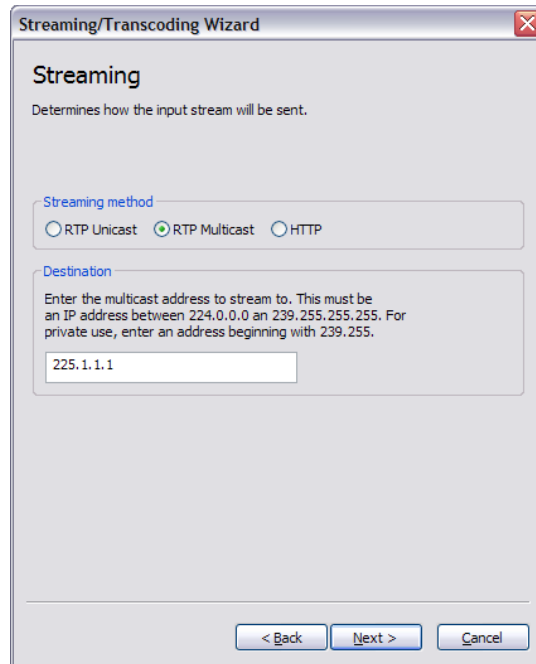 Streaming/Transcoding Wizard
Streaming
Determines how the input stream will be sent.
Streaming method
RTP Unicast RTP Multicast HTTP
Destination
Enter the multicast address to stream to. This must be
an IP address between 224.0.0.0 an 239.255.255.255. For
private use, enter an address beginning with 239.255.
225.1.1.1
< Back Next > Cancel